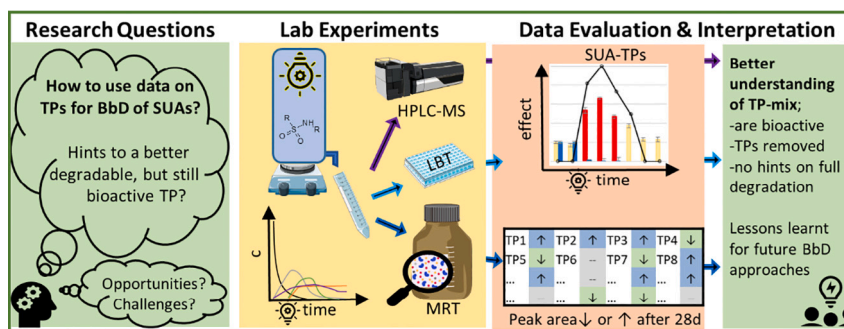 Research Questions
How to use data on
TPs for BbD of SUAs?
Hints to a better
degradable, but still
bioactive TP?
Opportunities?
Challenges?
Lab Experiments
R
O
S
NH
O
R
HPLC-MS
LBT
MRT
c
time
Data Evaluation & Interpretation
SUA-TPs
effect
time
TP1 ↑ TP2 ↑ TP3 ↑ TP4 ↓
TP5 ↓ TP6 -- TP7 ↓ TP8 ↑
... ↑ ... ... ↑ ... ↑
... -- ... ↓ ... ↓ ... --
Peak area↓ or ↑ after 28d
Better
understanding
of TP-mix;
-are bioactive
-TPs removed
-no hints on full
degradation
Lessons learnt
for future BbD
approaches